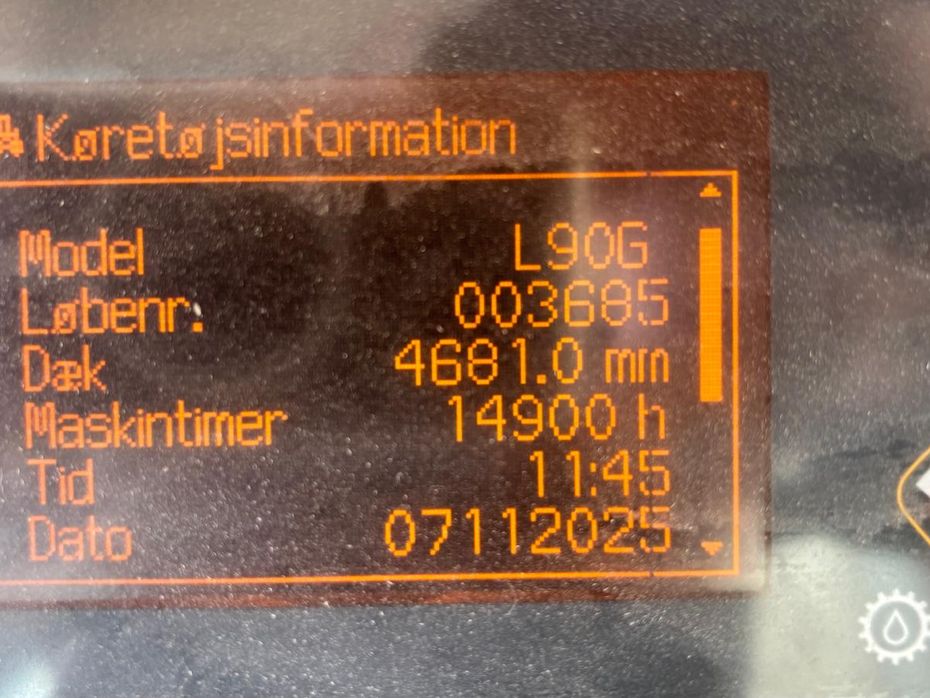 Køretøjsinformation
Model L90G
Løbenr. 003685
Dæk 4681.0 mm
Maskintimer 14900 h
Tid 11:45
Dato 07112025